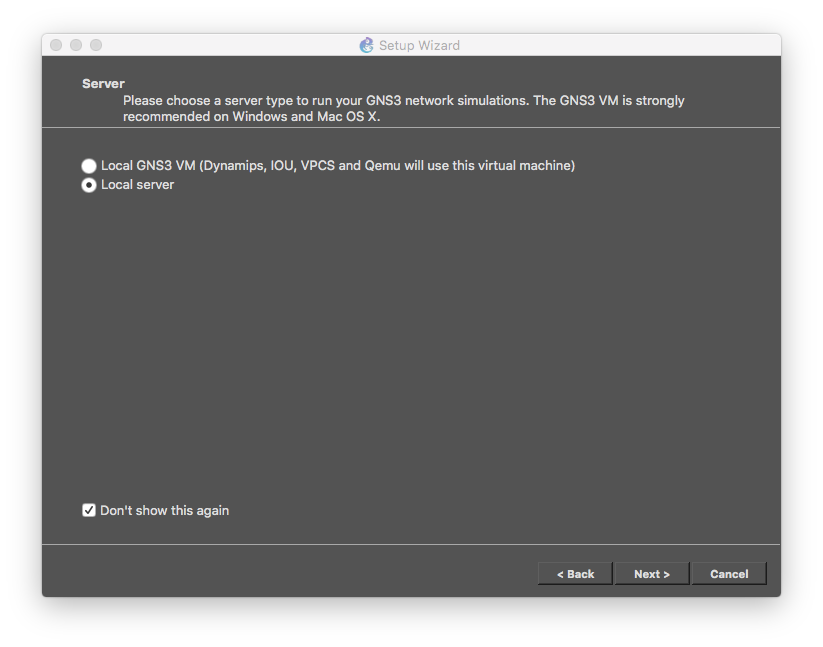 Setup Wizard
Server
Please choose a server type to run your GNS3 network simulations. The GNS3 VM is strongly
recommended on Windows and Mac OS X.
Local GNS3 VM (Dynamips, IOU, VPCS and Qemu will use this virtual machine)
Local server
Don't show this again
< Back Next > Cancel